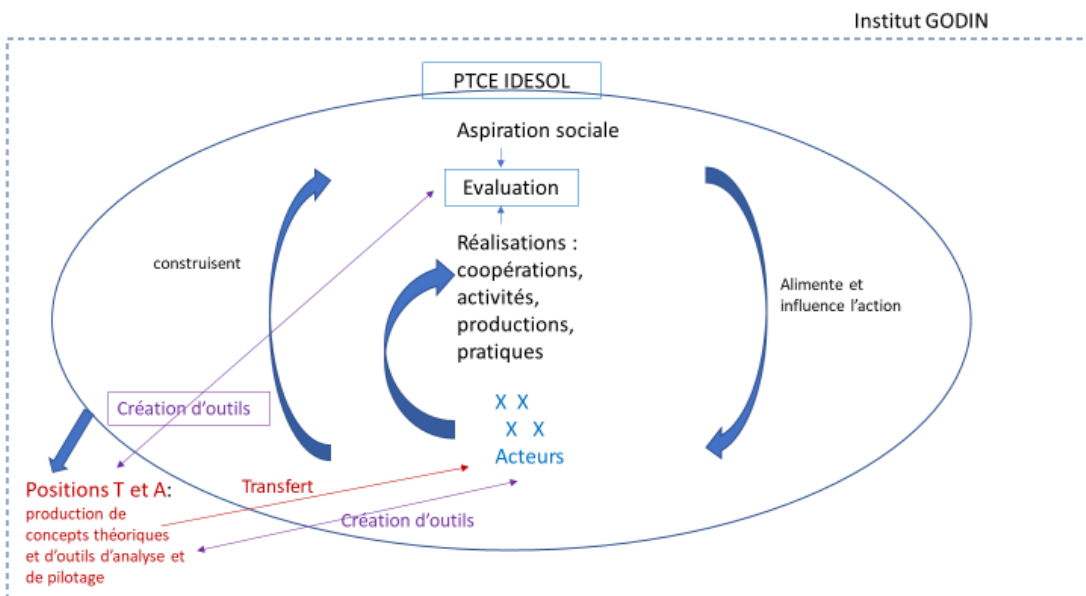 Institut GODIN
PTCE IDESOL
Aspiration sociale
Evaluation
Réalisations :
coopérations,
activités,
productions,
pratiques
construisent
Alimente et
influence l'action
Création d'outils
X X
X X
Acteurs
Positions T et A:
production de
concepts théoriques
et d'outils d'analyse et
de pilotage
Transfert
Création d'outils